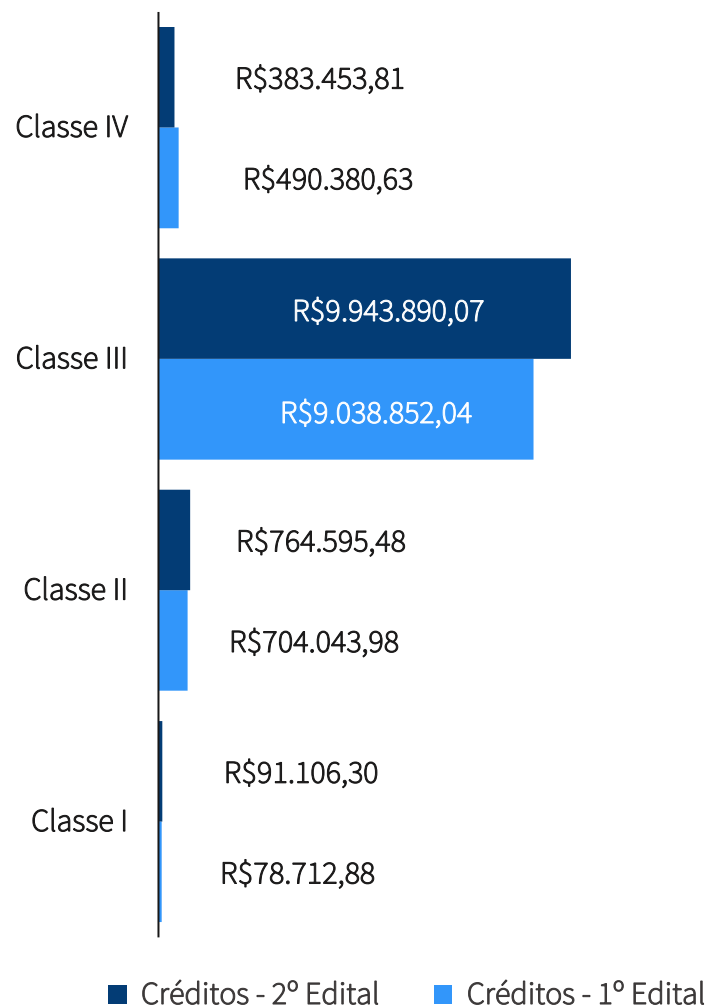 R$383.453,81
Classe IV
R$490.380,63
R$9.943.890,07
Classe III
R$9.038.852,04
R$764.595,48
Classe II
R$704.043,98
R$91.106,30
Classe I
R$78.712,88
Créditos - 2º Edital
Créditos - 1º Edital